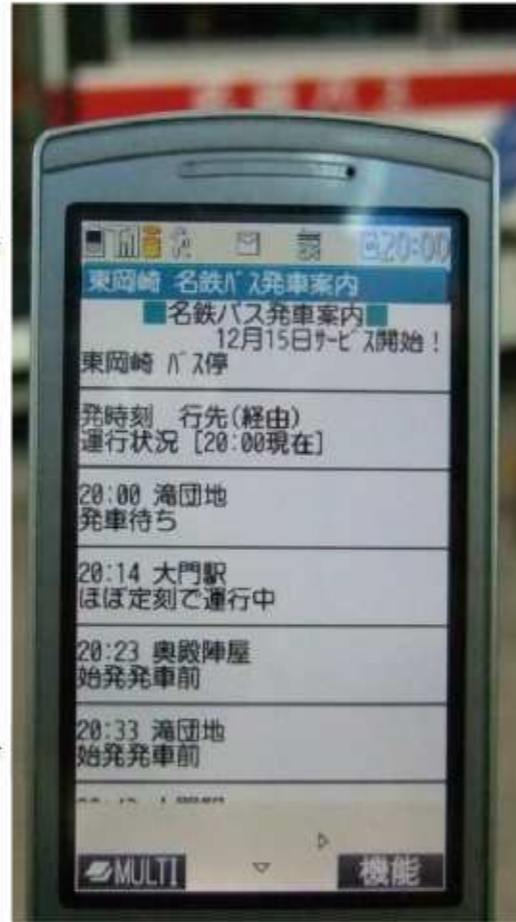 20:00
東岡崎 名鉄ﾊﾞｽ発車案内
■名鉄バス発車案内■
12月15日ｻｰﾋﾞｽ開始！
東岡崎 ﾊﾞｽ停
発時刻 行先(経由)
運行状況 [20:00現在]
20:00 滝団地
発車待ち
20:14 大門駅
ほぼ定刻で運行中
20:23 奥殿陣屋
始発発車前
20:33 滝団地
始発発車前
MULTI
機能